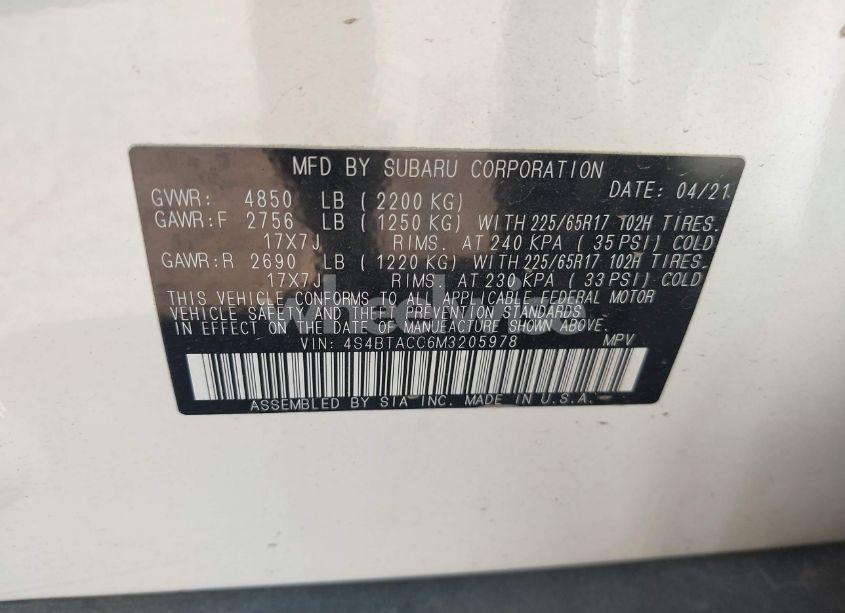 MFD BY SUBARU CORPORATION
DATE: 04/21
GVWR: 4850 LB ( 2200 KG)
GAWR:F 2756 LB ( 1250 KG) WITH 225/65R17 102H TIRES.
17X7J RIMS. AT 240 KPA ( 35 PSI) COLD
GAWR:R 2690 LB ( 1220 KG) WITH 225/65R17 102H TIRES.
17X7J RIMS. AT 230 KPA ( 33 PSI) COLD
THIS VEHICLE CONFORMS TO ALL APPLICABLE FEDERAL MOTOR
VEHICLE SAFETY AND THEFT PREVENTION STANDARDS
IN EFFECT ON THE DATE OF MANUFACTURE SHOWN ABOVE.
VIN: 4S4BTACC6M3205978 MPV
ASSEMBLED BY SIA INC. MADE IN U.S.A.